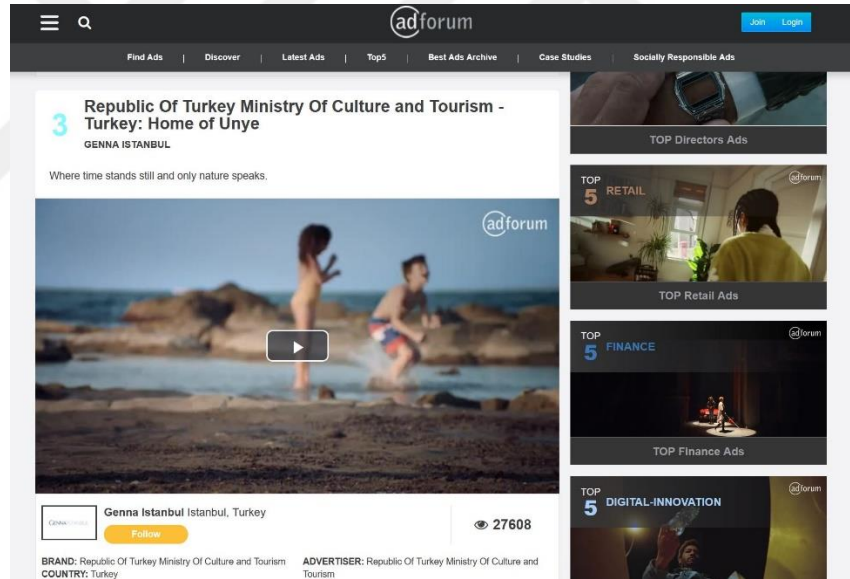 adforum
Join Login
Find Ads | Discover | Latest Ads | Top5 | Best Ads Archive | Case Studies | Socially Responsible Ads
3
Republic Of Turkey Ministry Of Culture and Tourism -
Turkey: Home of Unye
GENNA ISTANBUL
Where time stands still and only nature speaks.
adforum
Genna Istanbul Istanbul, Turkey
Follow
27608
BRAND: Republic Of Turkey Ministry Of Culture and Tourism
COUNTRY: Turkey
ADVERTISER: Republic Of Turkey Ministry Of Culture and
Tourism
TOP Directors Ads
TOP
5 RETAIL
adforum
TOP Retail Ads
TOP
5 FINANCE
adforum
TOP Finance Ads
TOP
5 DIGITAL-INNOVATION
adforum